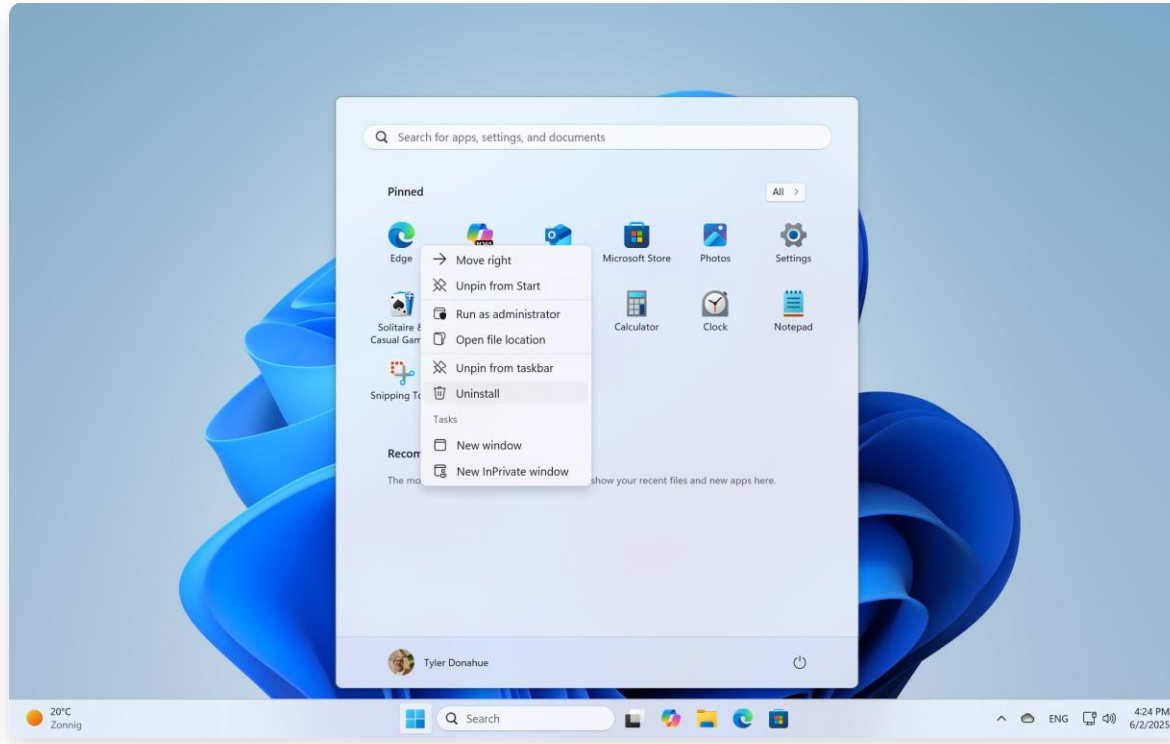 Search for apps, settings, and documents
Pinned
All
Edge
M365
Microsoft Store
Photos
Settings
Move right
Unpin from Start
Run as administrator
Open file location
Unpin from taskbar
Uninstall
Tasks
New window
New InPrivate window
Solitaire &
Casual Gam
Calculator
Clock
Notepad
Snipping To
Recom
The mo
show your recent files and new apps here.
Tyler Donahue
20°C
Zonnig
Search
ENG
4:24 PM
6/2/2025